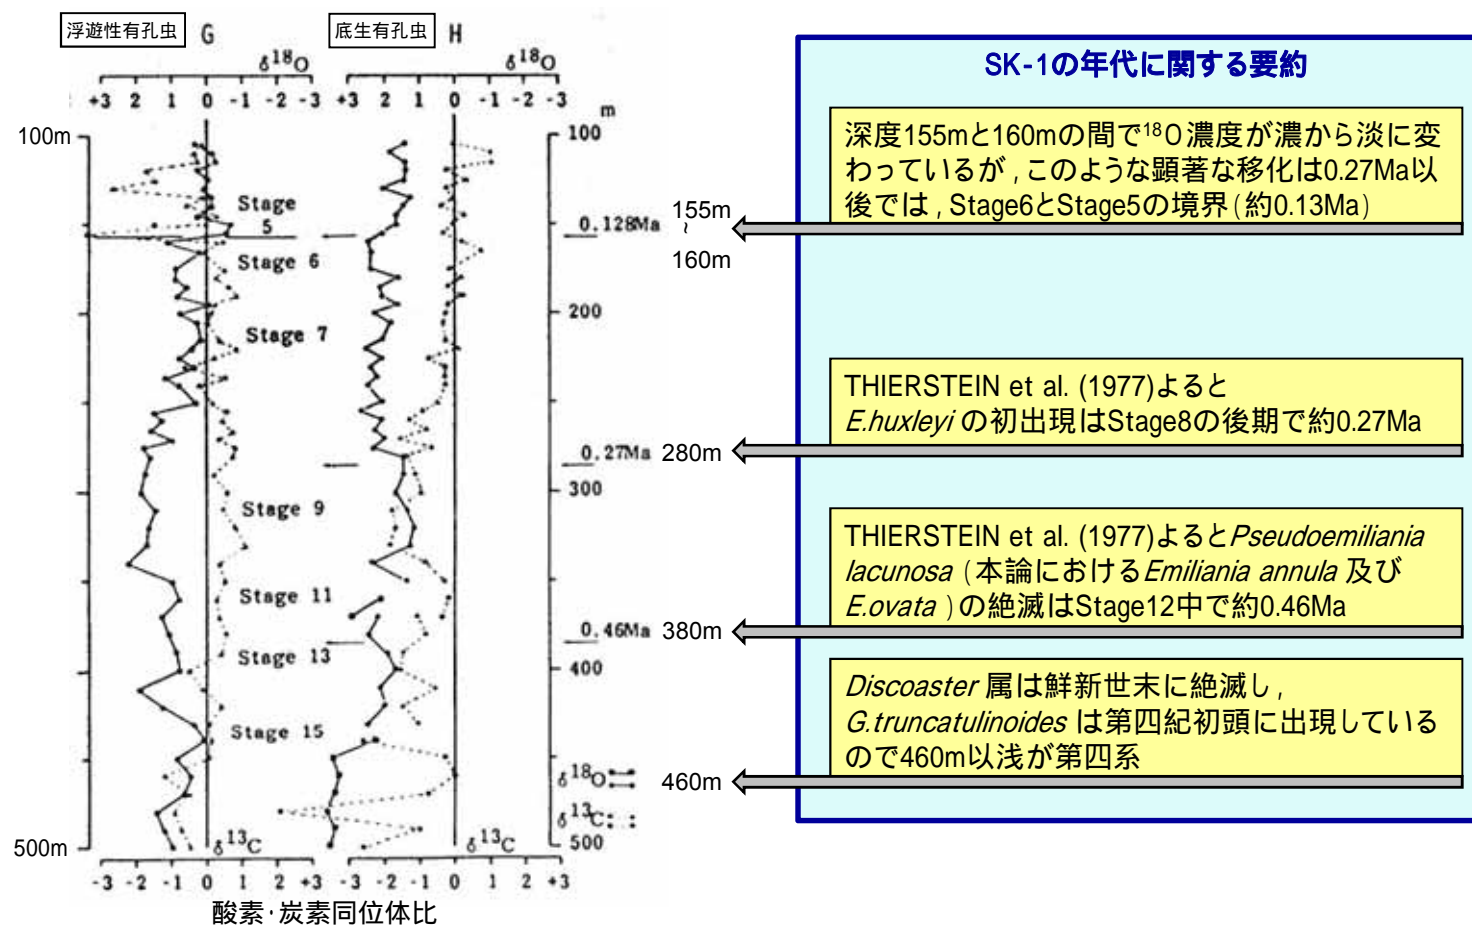 浮遊性有孔虫 G
底生有孔虫 H
δ18O
δ18O
+3 2 1 0 -1 -2 -3
+3 2 1 0 -1 -2 -3
m
100m
100
200
300
400
500
500m
Stage 5
Stage 6
Stage 7
Stage 9
Stage 11
Stage 13
Stage 15
0.128Ma
0.27Ma
0.46Ma
δ18O
δ13C
δ13C
δ13C
-3 -2 -1 0 1 2 +3
-3 -2 -1 0 1 2 +3
酸素・炭素同位体比
155m
~
160m
280m
380m
460m
SK-1の年代に関する要約
深度155mと160mの間で18O濃度が濃から淡に変
わっているが,このような顕著な移化は0.27Ma以
後では,Stage6とStage5の境界(約0.13Ma)
THIERSTEIN et al. (1977)よると
E.huxleyi の初出現はStage8の後期で約0.27Ma
THIERSTEIN et al. (1977)よるとPseudoemiliania
lacunosa (本論におけるEmiliania annula 及び
E.ovata )の絶滅はStage12中で約0.46Ma
Discoaster 属は鮮新世末に絶滅し,
G.truncatulinoides は第四紀初頭に出現している
ので460m以浅が第四系